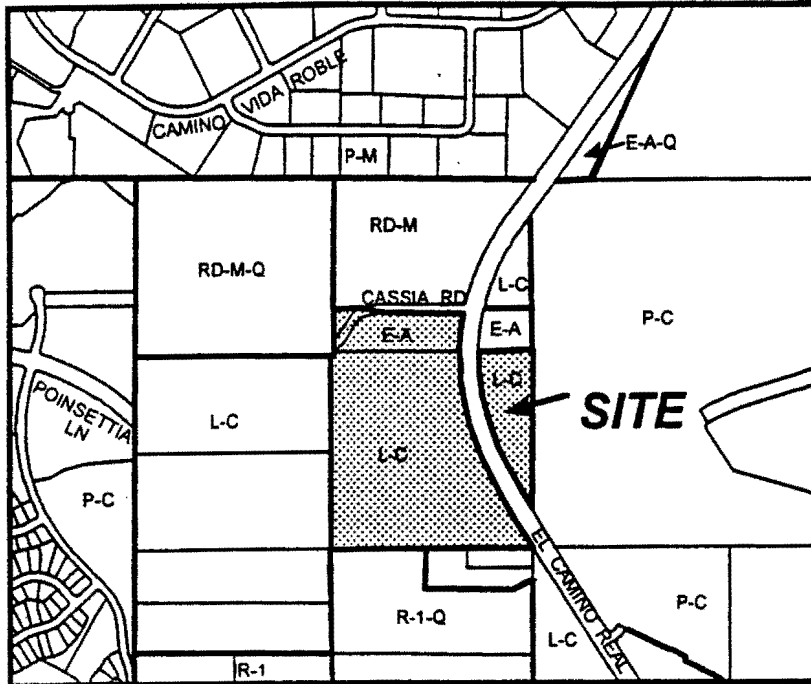 CAMINO VIDA ROBLE
P-M
E-A-Q
RD-M
RD-M-Q
L-C
CASSIA RD
P-C
E-A
E-A
L-C
SITE
POINSETTIA
LN
L-C
L-C
P-C
EL CAMINO REAL
R-1-Q
P-C
L-C
R-1